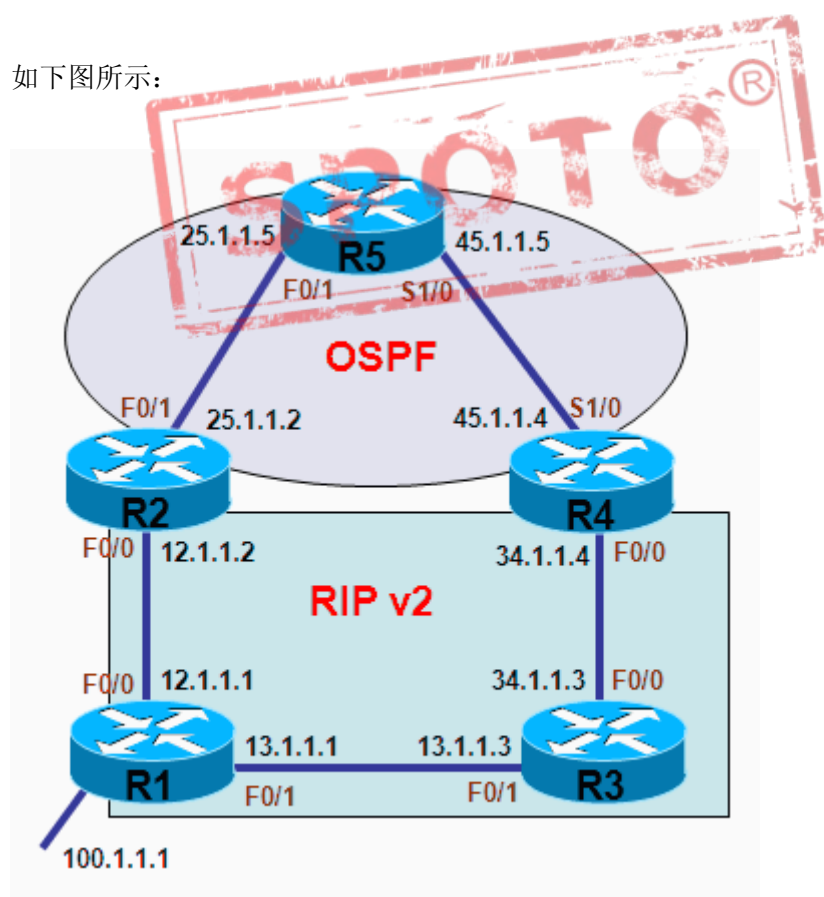 如下图所示：
SPOTO ®
R5
25.1.1.5
45.1.1.5
F0/1
S1/0
OSPF
F0/1
25.1.1.2
45.1.1.4
S1/0
R2
R4
F0/0
12.1.1.2
34.1.1.4
F0/0
RIP v2
F0/0
12.1.1.1
34.1.1.3
F0/0
R1
13.1.1.1
13.1.1.3
R3
F0/1
F0/1
100.1.1.1